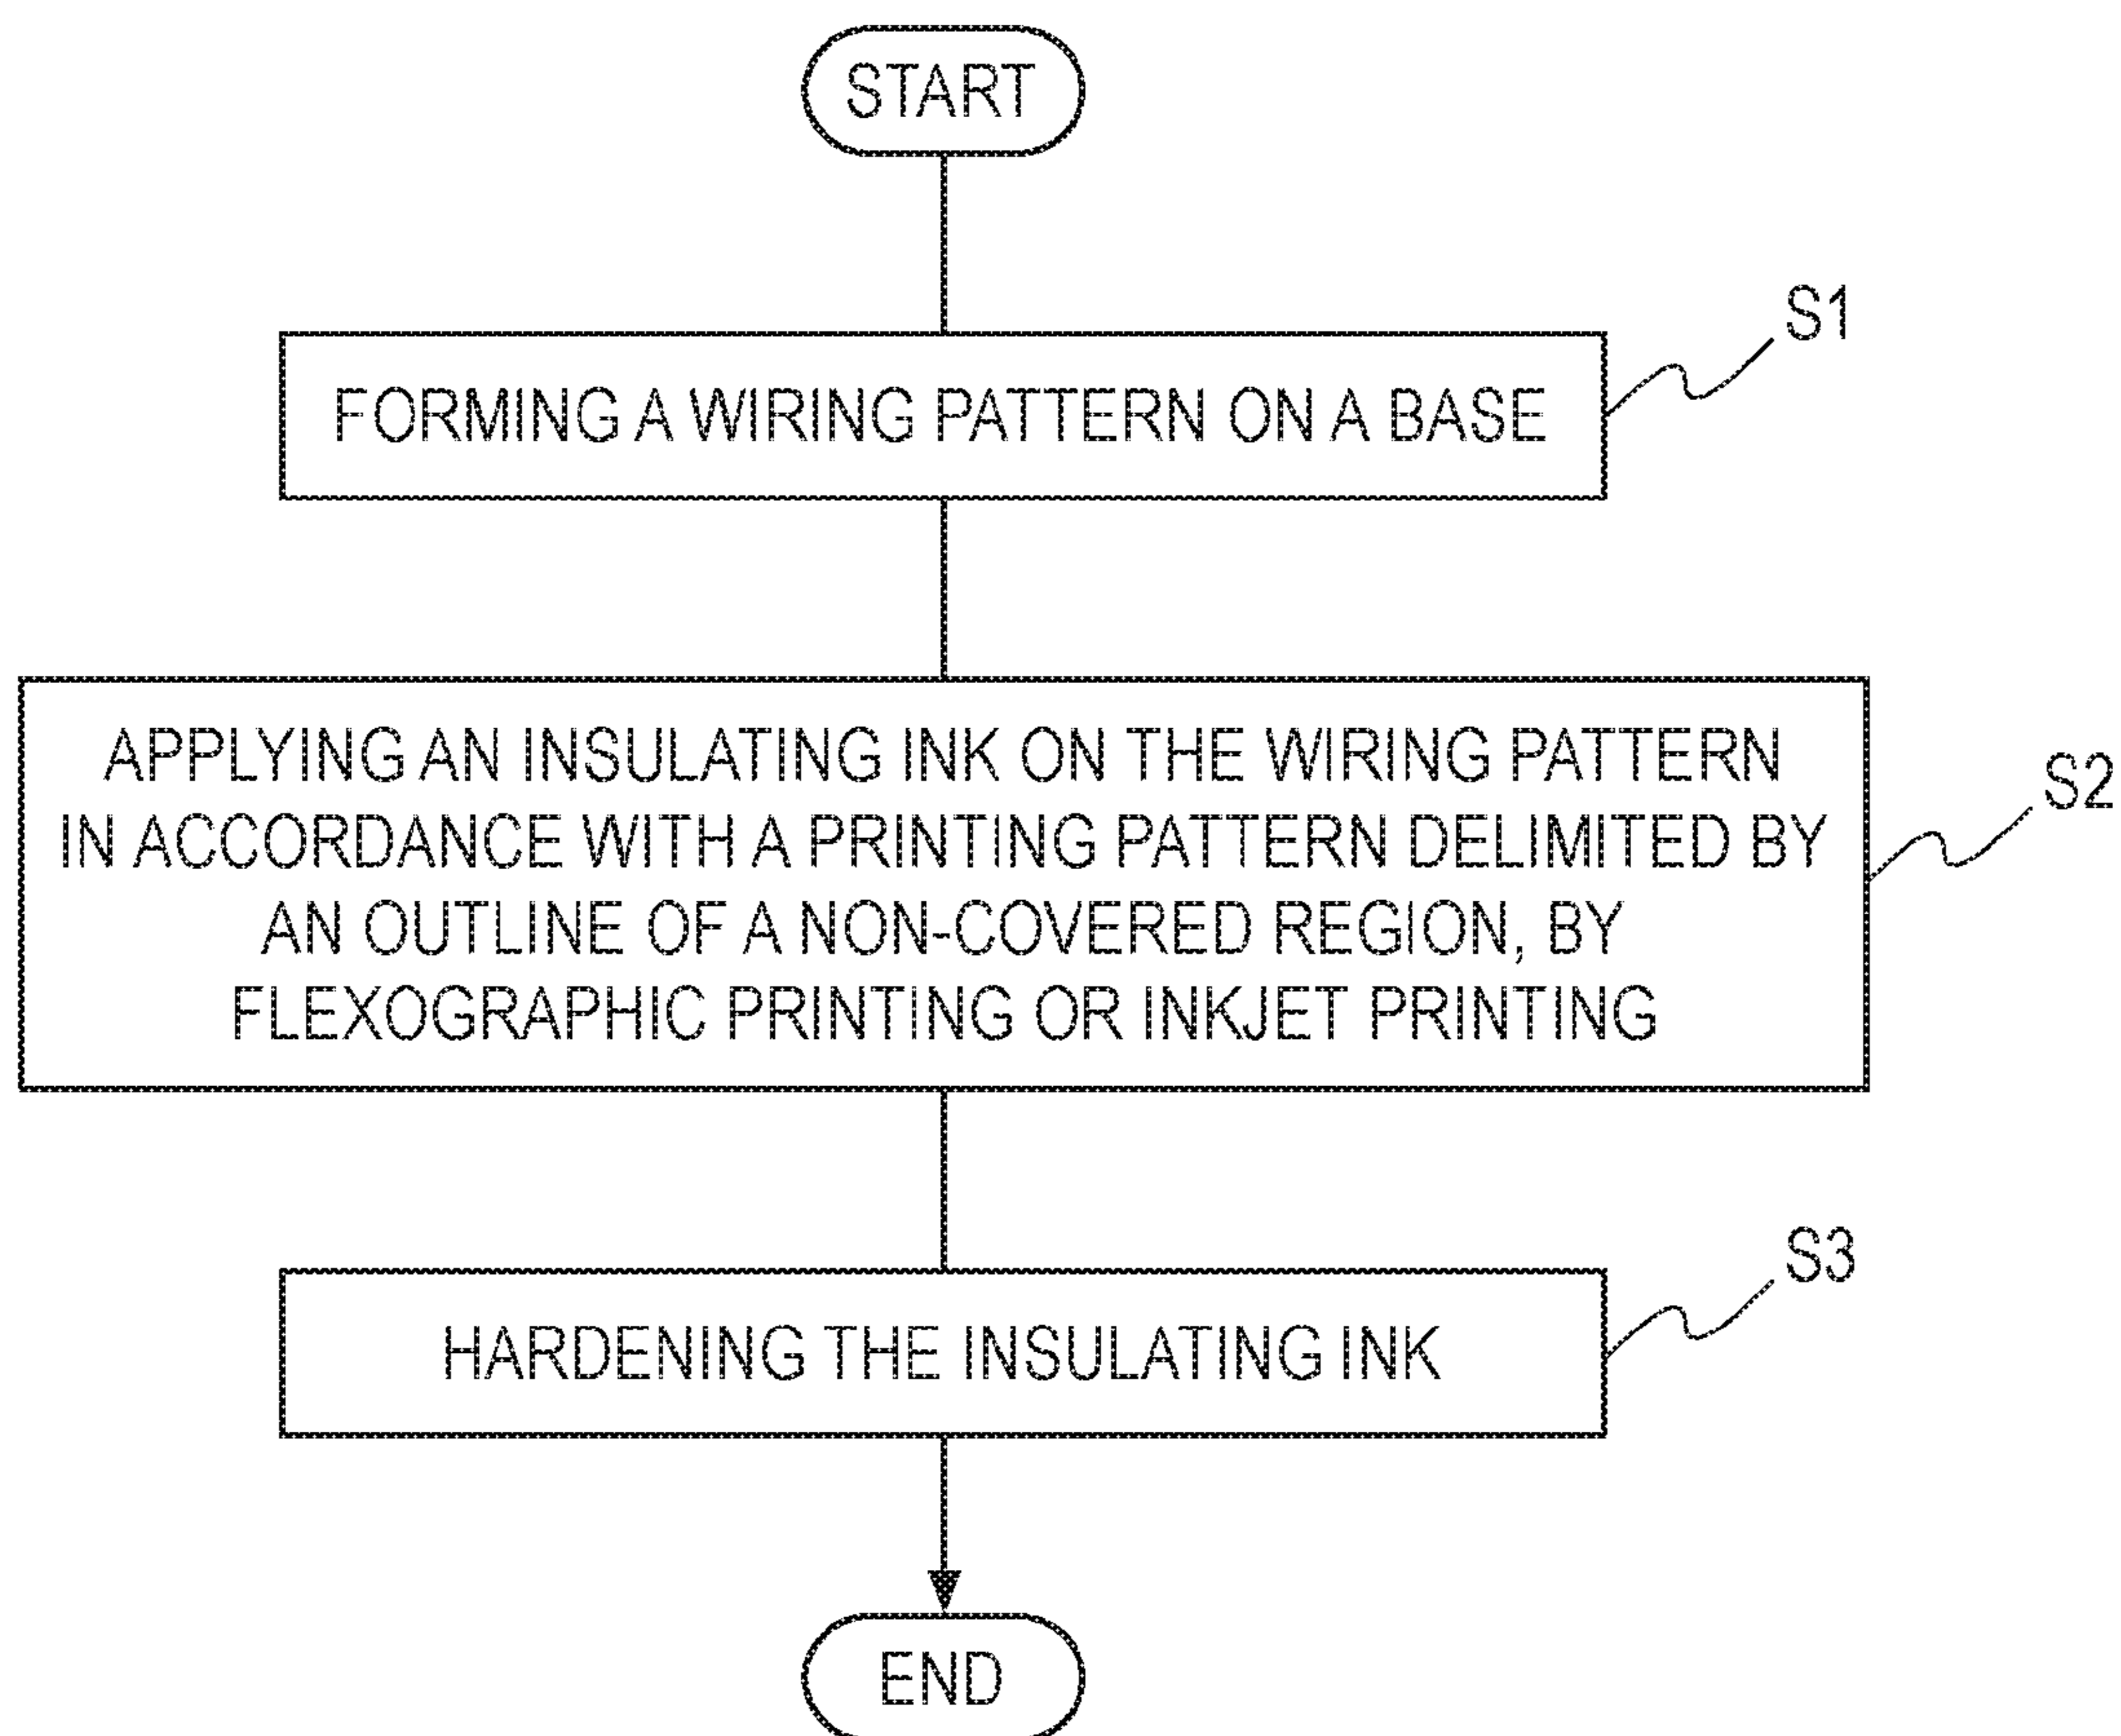 START
S1
FORMING A WIRING PATTERN ON A BASE
S2
APPLYING AN INSULATING INK ON THE WIRING PATTERN
IN ACCORDANCE WITH A PRINTING PATTERN DELIMITED BY
AN OUTLINE OF A NON-COVERED REGION, BY
FLEXOGRAPHIC PRINTING OR INKJET PRINTING
S3
HARDENING THE INSULATING INK
END